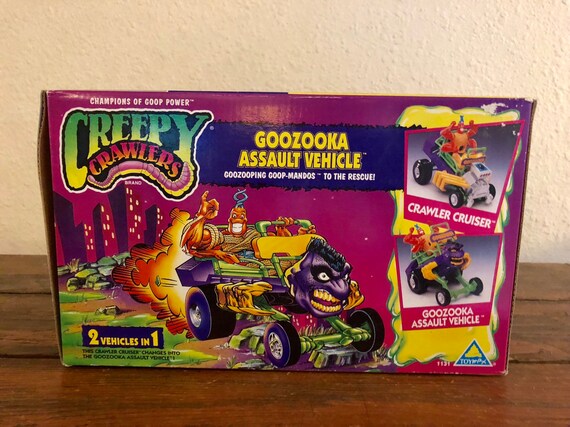 CHAMPIONS OF GOOP POWER™
CREEPY
CRAWLERS®
BRAND
GOOZOOKA
ASSAULT VEHICLE™
GOOZOOPING GOOP-MANDOS™ TO THE RESCUE!
CRAWLER CRUISER™
GOOZOOKA
ASSAULT VEHICLE™
2 VEHICLES IN 1
THIS CRAWLER CRUISER™ CHANGES INTO
THE GOOZOOKA ASSAULT VEHICLE™!
1131
TOYMAX